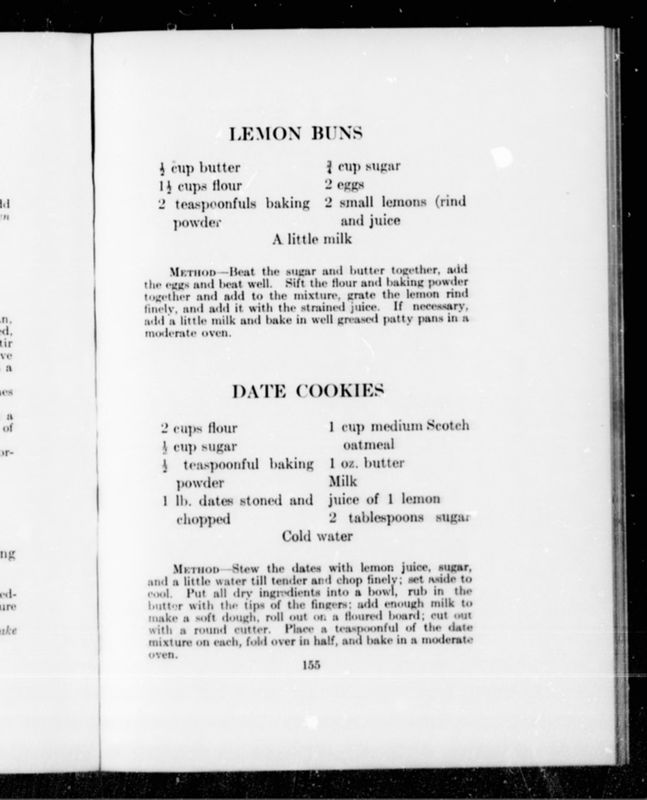 LEMON BUNS
½ cup butter
¾ cup sugar
1½ cups flour
2 eggs
2 teaspoonfuls baking powder
2 small lemons (rind and juice
A little milk
METHOD—Beat the sugar and butter together, add
the eggs and beat well. Sift the flour and baking powder
together and add to the mixture, grate the lemon rind
finely, and add it with the strained juice. If necessary,
add a little milk and bake in well greased patty pans in a
moderate oven.
DATE COOKIES
2 cups flour
1 cup medium Scotch oatmeal
½ cup sugar
½ teaspoonful baking powder
1 oz. butter
Milk
1 lb. dates stoned and chopped
juice of 1 lemon
2 tablespoons sugar
Cold water
METHOD—Stew the dates with lemon juice, sugar,
and a little water till tender and chop finely; set aside to
cool. Put all dry ingredients into a bowl, rub in the
butter with the tips of the fingers; add enough milk to
make a soft dough, roll out on a floured board; cut out
with a round cutter. Place a teaspoonful of the date
mixture on each, fold over in half, and bake in a moderate
oven.
155